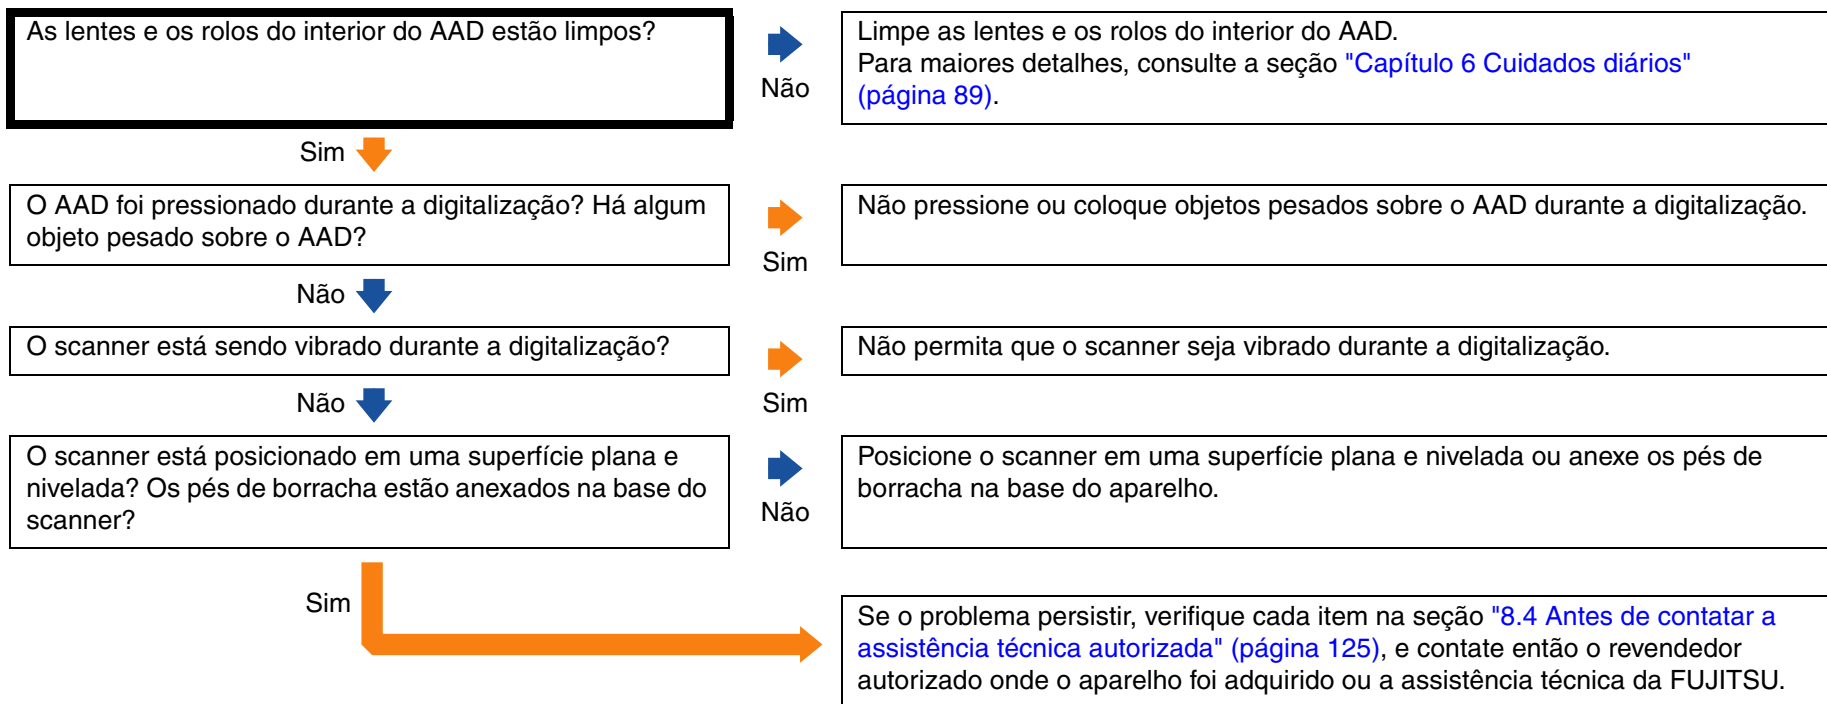 As lentes e os rolos do interior do AAD estão limpos?
Não
Limpe as lentes e os rolos do interior do AAD.
Para maiores detalhes, consulte a seção "Capítulo 6 Cuidados diários"
(página 89).
Sim
O AAD foi pressionado durante a digitalização? Há algum
objeto pesado sobre o AAD?
Sim
Não pressione ou coloque objetos pesados sobre o AAD durante a digitalização.
Não
O scanner está sendo vibrado durante a digitalização?
Sim
Não permita que o scanner seja vibrado durante a digitalização.
Não
O scanner está posicionado em uma superfície plana e
nivelada? Os pés de borracha estão anexados na base do
scanner?
Não
Posicione o scanner em uma superfície plana e nivelada ou anexe os pés de
borracha na base do aparelho.
Sim
Se o problema persistir, verifique cada item na seção "8.4 Antes de contatar a
assistência técnica autorizada" (página 125), e contate então o revendedor
autorizado onde o aparelho foi adquirido ou a assistência técnica da FUJITSU.